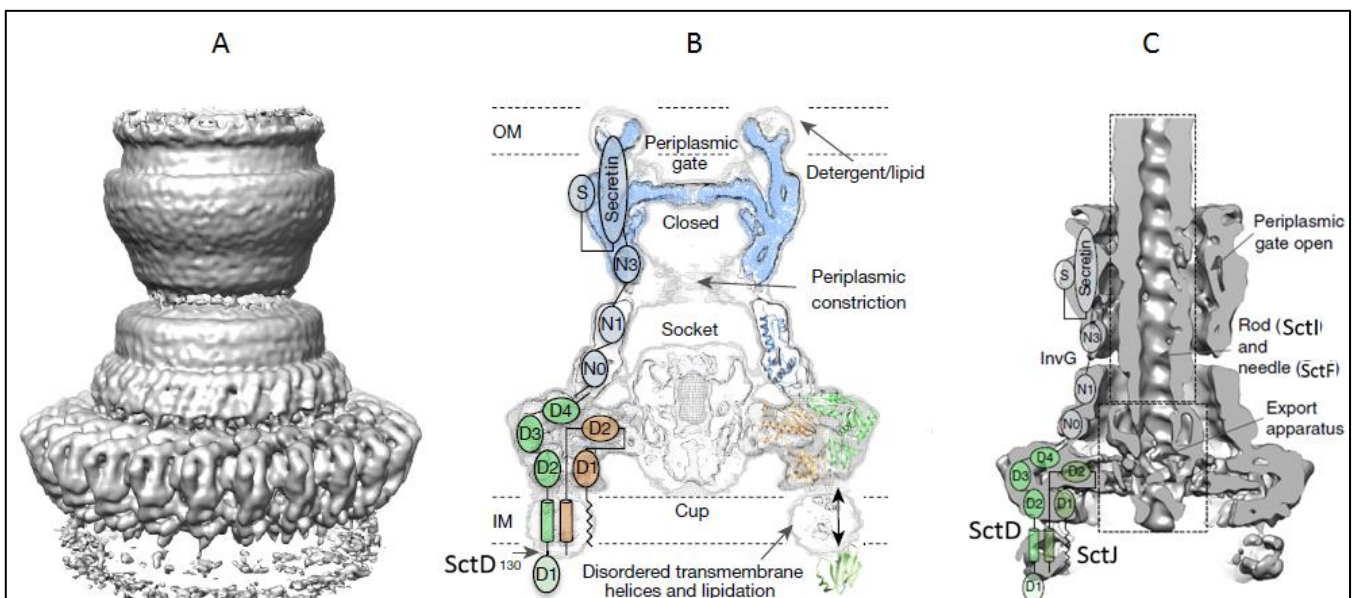 A
B
C
OM
Periplasmic
gate
Detergent/lipid
S
Secretin
Closed
N3
Periplasmic
constriction
N1
Socket
N0
D4
D3
D2
D2
D1
IM
Cup
SctD 130
D1
Disordered transmembrane
helices and lipidation
Periplasmic
gate open
S
Secretin
N3
InvG
Rod (SctI)
and
needle (SctF)
N1
N0
Export
apparatus
D4
D3
D2
D2
D1
SctD
SctJ
D1